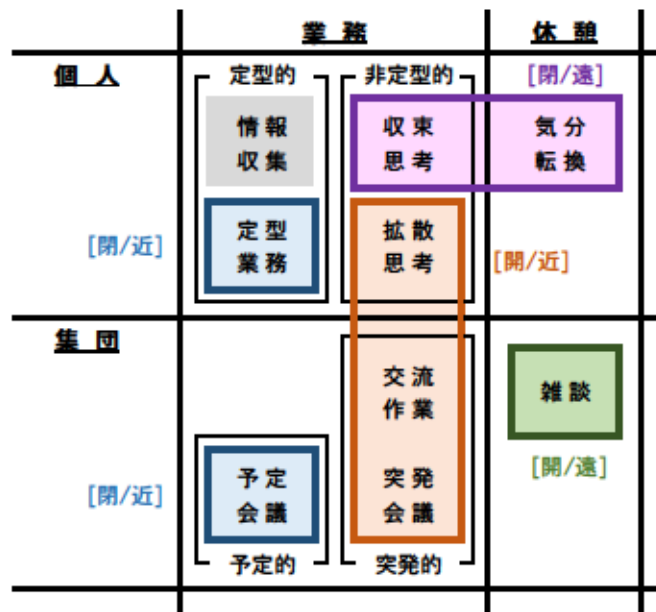 業務
休憩
個人
定型的
非定型的
[閉/遠]
情報
収集
収束
思考
気分
転換
[閉/近]
定型
業務
拡散
思考
[開/近]
集団
交流
作業
雑談
[開/遠]
[閉/近]
予定
会議
突発
会議
予定的
突発的